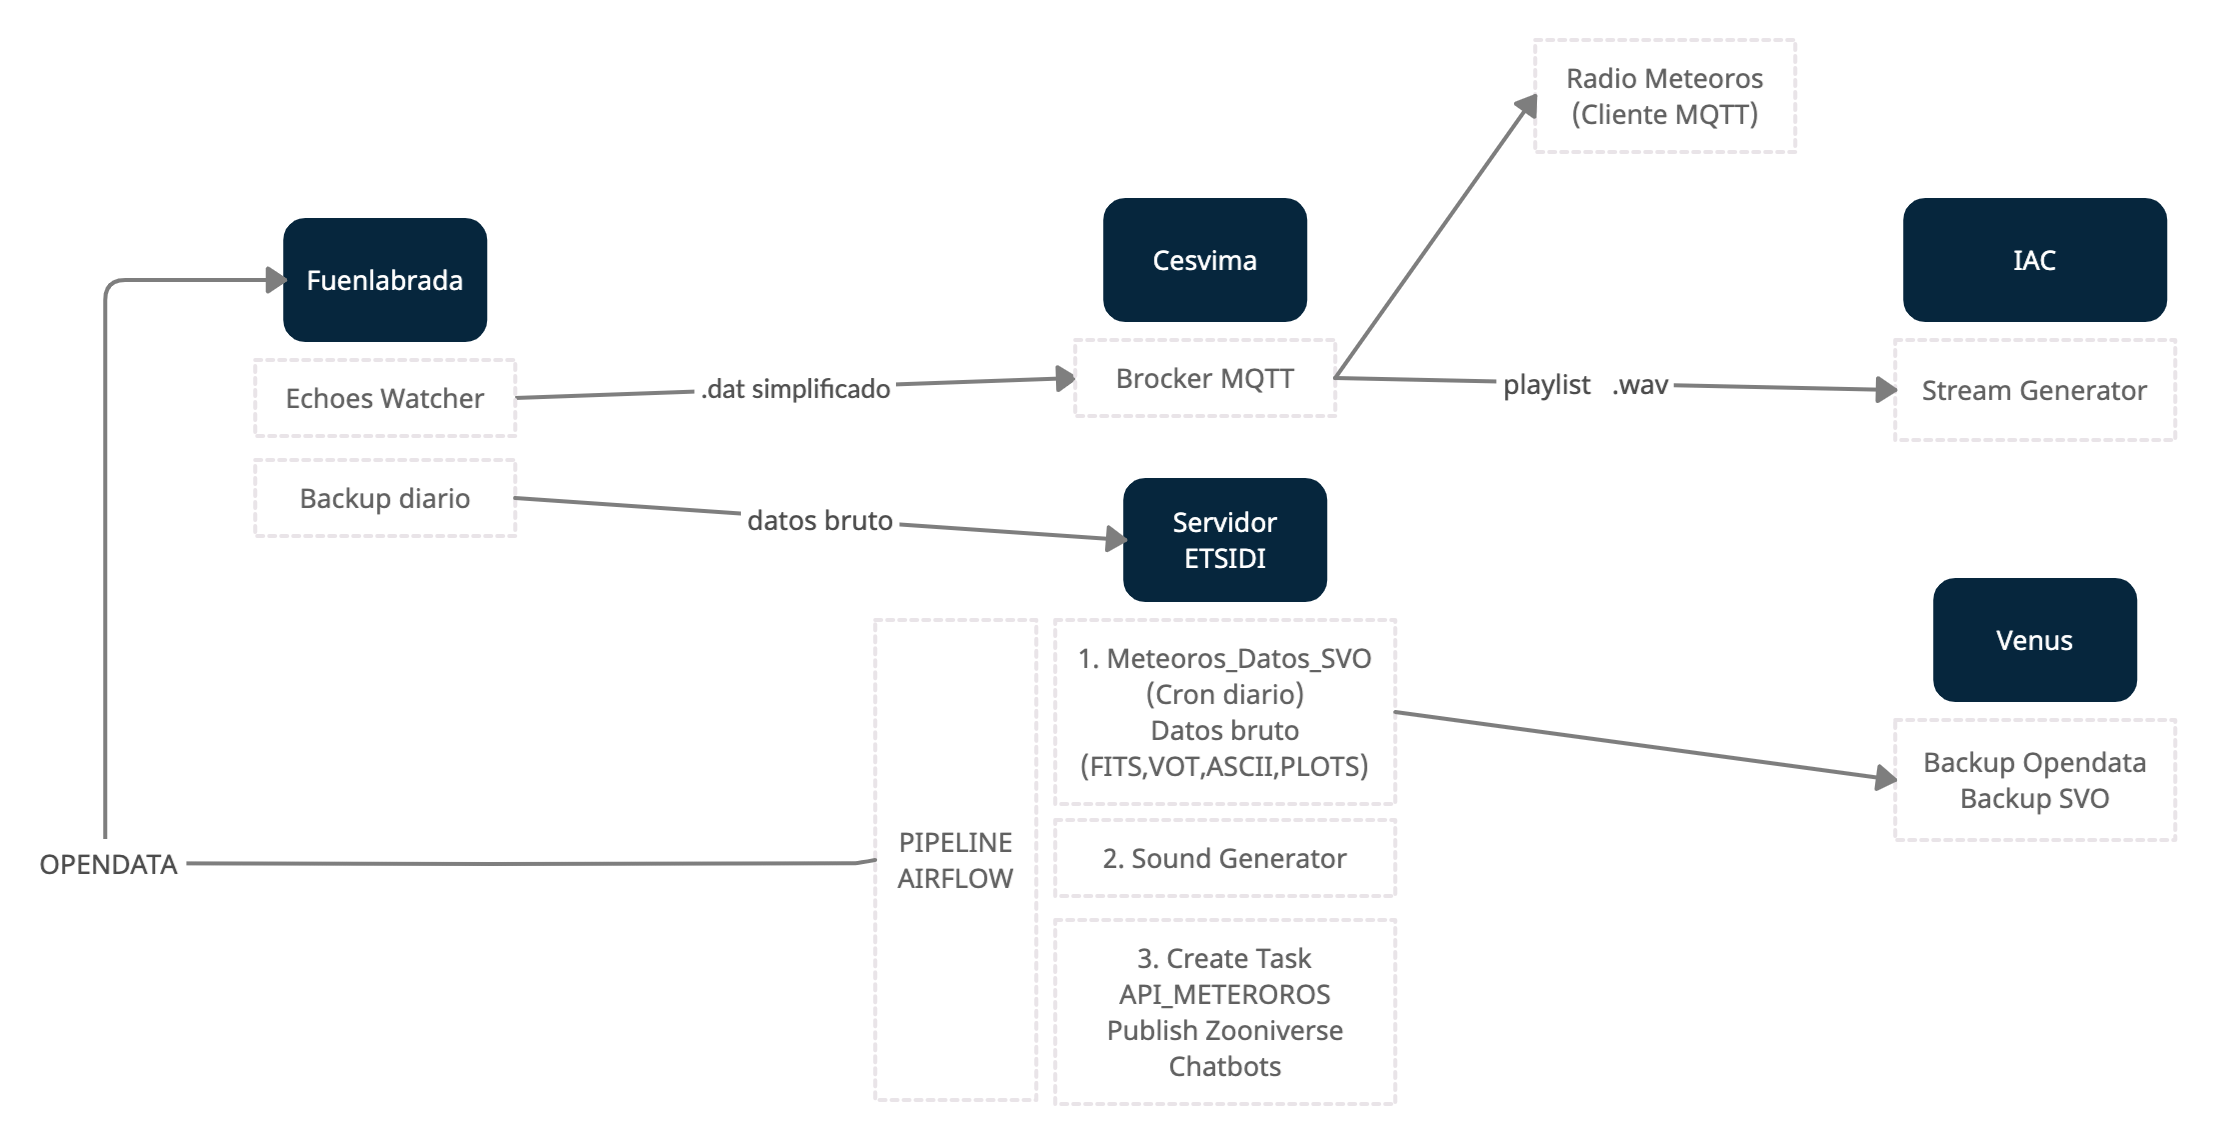 Radio Meteoros
(Cliente MQTT)
Fuenlabrada
Cesvima
IAC
Echoes Watcher
.dat simplificado
Brocker MQTT
playlist .wav
Stream Generator
Backup diario
datos bruto
Servidor
ETSIDI
Venus
1. Meteoros_Datos_SVO
(Cron diario)
Datos bruto
(FITS,VOT,ASCII,PLOTS)
Backup Opendata
Backup SVO
OPENDATA
PIPELINE
AIRFLOW
2. Sound Generator
3. Create Task
API_METEROROS
Publish Zooniverse
Chatbots